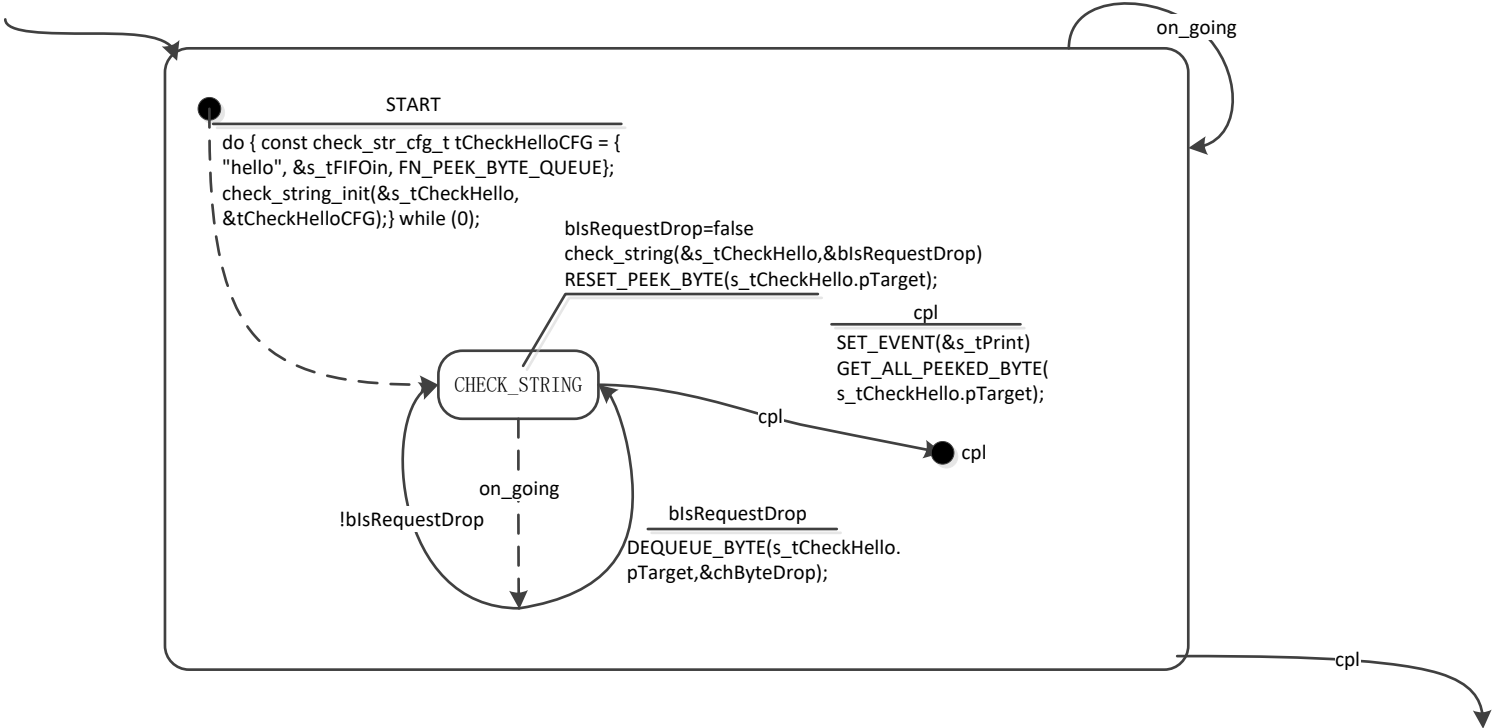 on_going
START
do { const check_str_cfg_t tCheckHelloCFG = {
"hello", &s_tFIFOin, FN_PEEK_BYTE_QUEUE};
check_string_init(&s_tCheckHello,
&tCheckHelloCFG);} while (0);
bIsRequestDrop=false
check_string(&s_tCheckHello,&bIsRequestDrop)
RESET_PEEK_BYTE(s_tCheckHello.pTarget);
cpl
SET_EVENT(&s_tPrint)
GET_ALL_PEEKED_BYTE(
s_tCheckHello.pTarget);
CHECK_STRING
cpl
cpl
on_going
!bIsRequestDrop
bIsRequestDrop
DEQUEUE_BYTE(s_tCheckHello.
pTarget,&chByteDrop);
cpl